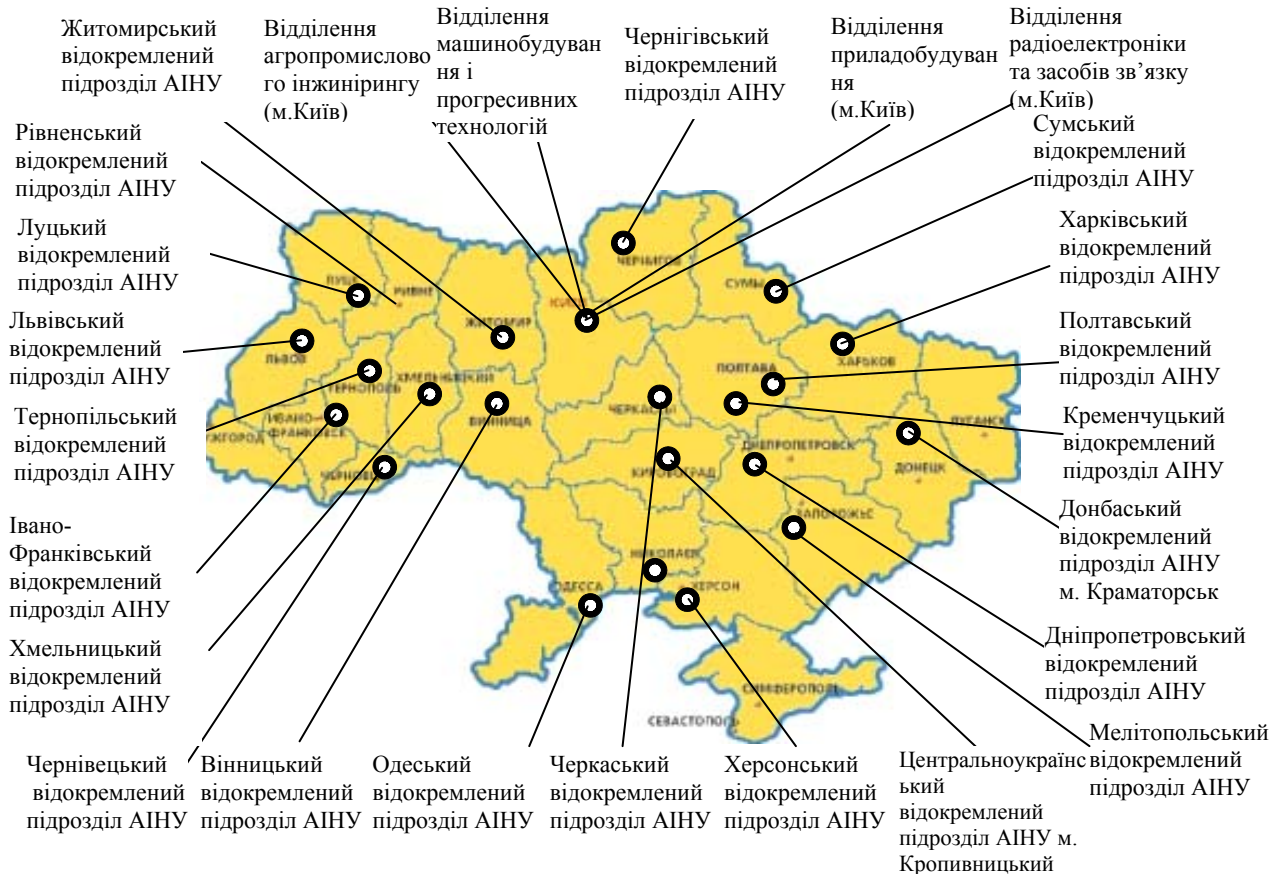 Житомирський
відокремлений
підрозділ АІНУ
Відділення
агропромислово
го інжинірингу
(м.Київ)
Відділення
машинобудуван
ня і
прогресивних
технологій
Чернігівський
відокремлений
підрозділ АІНУ
Відділення
приладобудуван
ня
(м.Київ)
Відділення
радіоелектроніки
та засобів зв’язку
(м.Київ)
Сумський
відокремлений
підрозділ АІНУ
Рівненський
відокремлений
підрозділ АІНУ
Луцький
відокремлений
підрозділ АІНУ
Львівський
відокремлений
підрозділ АІНУ
Тернопільський
відокремлений
підрозділ АІНУ
Івано-
Франківський
відокремлений
підрозділ АІНУ
Хмельницький
відокремлений
підрозділ АІНУ
Харківський
відокремлений
підрозділ АІНУ
Полтавський
відокремлений
підрозділ АІНУ
Кременчуцький
відокремлений
підрозділ АІНУ
Донбаський
відокремлений
підрозділ АІНУ
м. Краматорськ
Дніпропетровський
відокремлений
підрозділ АІНУ
Мелітопольський
відокремлений
підрозділ АІНУ
Чернівецький
відокремлений
підрозділ АІНУ
Вінницький
відокремлений
підрозділ АІНУ
Одеський
відокремлений
підрозділ АІНУ
Черкаський
відокремлений
підрозділ АІНУ
Херсонський
відокремлений
підрозділ АІНУ
Центральноукраїнс
ький
відокремлений
підрозділ АІНУ м.
Кропивницький
ЧЕРНИГОВ
СУМЫ
РИВНЕ
ЖИТОМИР
ЛЬВОВ
ПОЛТАВА
ХАРЬКОВ
ТЕРНОПОЛЬ
ХМЕЛЬНИЦКИЙ
ВИННИЦА
ЧЕРКАССЫ
ЛУГАНСК
ИВАНО-
ФРАНКОВСК
УЖГОРОД
ДНЕПРОПЕТРОВСК
КИРОВОГРАД
ДОНЕЦК
ЗАПОРОЖЬЕ
НИКОЛАЕВ
ОДЕССА
ХЕРСОН
СИМФЕРОПОЛЬ
СЕВАСТОПОЛЬ